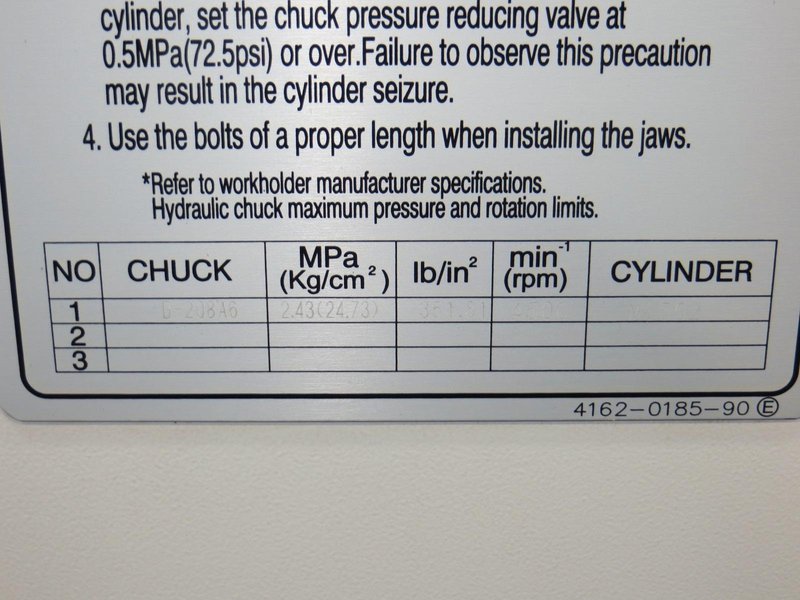 cylinder, set the chuck pressure reducing valve at
0.5MPa(72.5psi) or over.Failure to observe this precaution
may result in the cylinder seizure.
4. Use the bolts of a proper length when installing the jaws.
*Refer to workholder manufacturer specifications.
Hydraulic chuck maximum pressure and rotation limits.
NO CHUCK MPa (Kg/cm²) lb/in² min⁻¹ (rpm) CYLINDER
1 2.43(24.73)
2
3
4162-0185-90 E